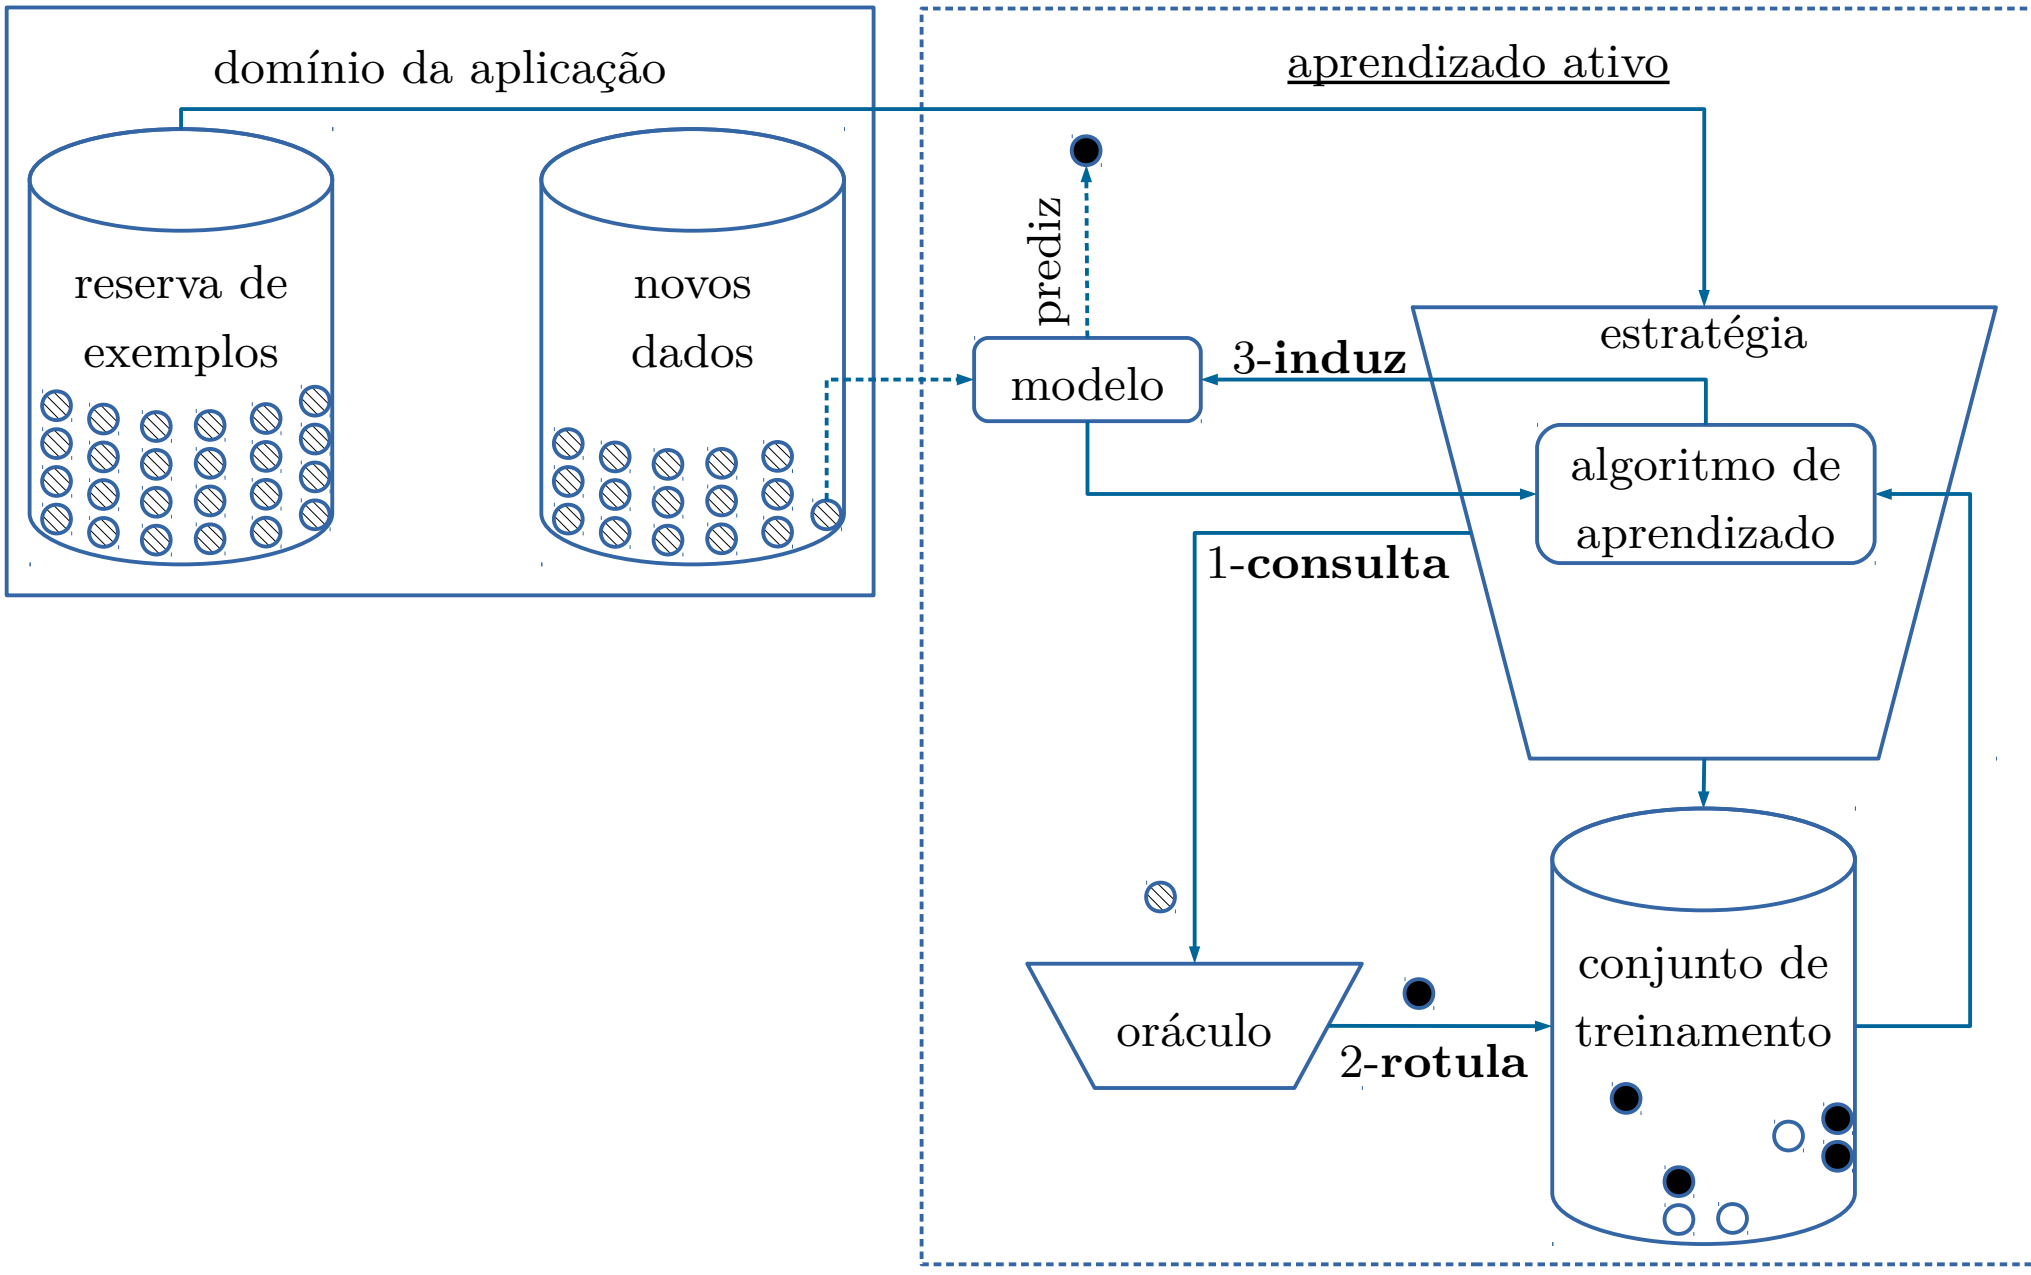 domínio da aplicação
aprendizado ativo
reserva de
exemplos
novos
dados
prediz
modelo
3-induz
estratégia
algoritmo de
aprendizado
1-consulta
oráculo
2-rotula
conjunto de
treinamento